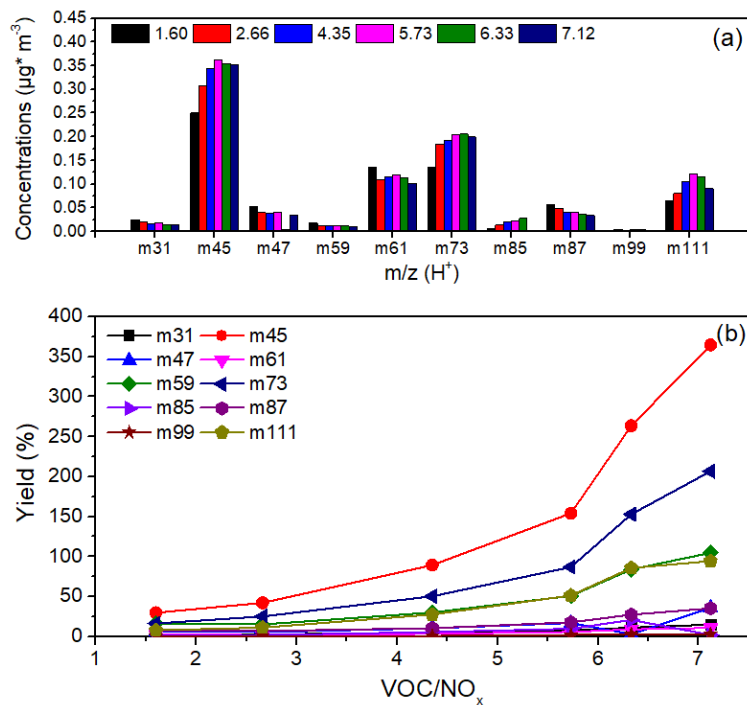 1.60 2.66 4.35 5.73 6.33 7.12
(a)
Concentrations (μg* m⁻³)
0.45
0.40
0.35
0.30
0.25
0.20
0.15
0.10
0.05
0.00
m31 m45 m47 m59 m61 m73 m85 m87 m99 m111
m/z (H⁺)
(b)
m31 m45
m47 m61
m59 m73
m85 m87
m99 m111
Yield (%)
400
350
300
250
200
150
100
50
0
1 2 3 4 5 6 7
VOC/NOₓ